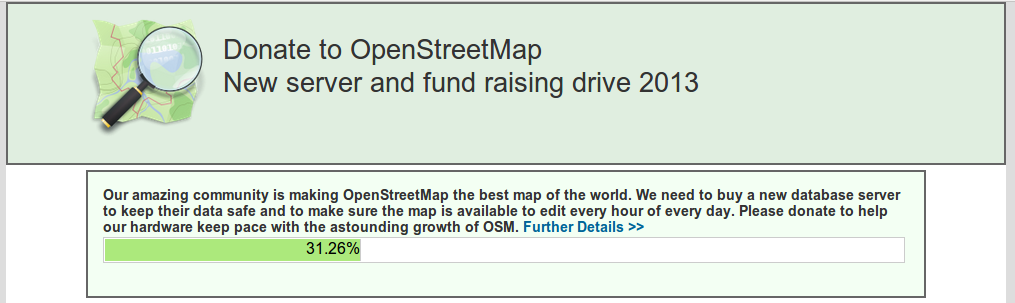 Donate to OpenStreetMap
New server and fund raising drive 2013
Our amazing community is making OpenStreetMap the best map of the world. We need to buy a new database server
to keep their data safe and to make sure the map is available to edit every hour of every day. Please donate to help
our hardware keep pace with the astounding growth of OSM. Further Details >>
31.26%